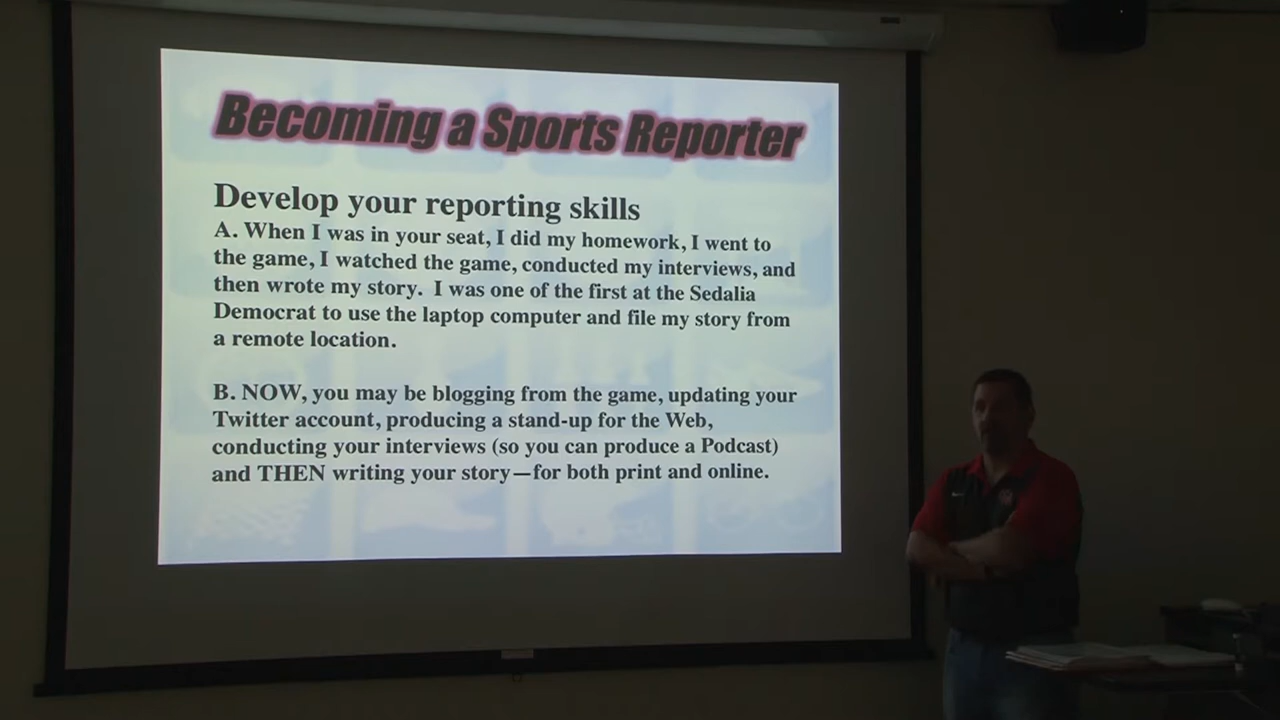 Becoming a Sports Reporter
Develop your reporting skills
A. When I was in your seat, I did my homework, I went to
the game, I watched the game, conducted my interviews, and
then wrote my story. I was one of the first at the Sedalia
Democrat to use the laptop computer and file my story from
a remote location.
B. NOW, you may be blogging from the game, updating your
Twitter account, producing a stand-up for the Web,
conducting your interviews (so you can produce a Podcast)
and THEN writing your story—for both print and online.